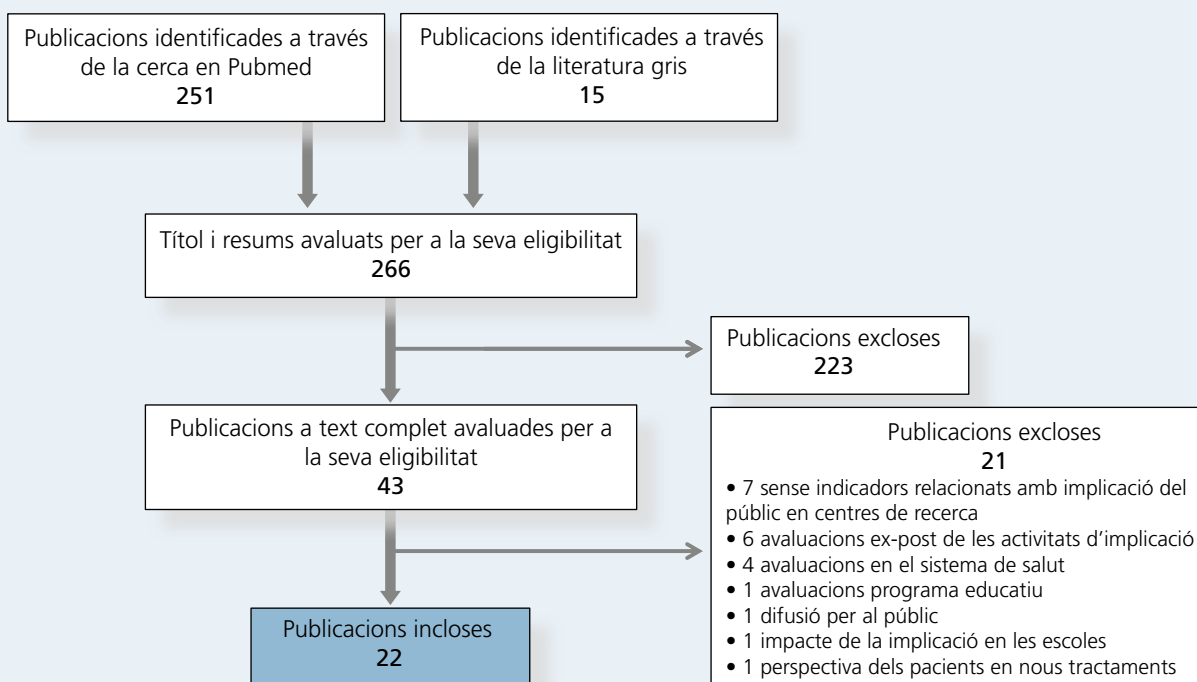 Publicacions identificades a través
de la cerca en Pubmed
251
Publicacions identificades a través
de la literatura gris
15
Títol i resums avaluats per a la seva eligibilitat
266
Publicacions excloses
223
Publicacions a text complet avaluades per a
la seva eligibilitat
43
Publicacions excloses
21
• 7 sense indicadors relacionats amb implicació del
públic en centres de recerca
• 6 avaluacions ex-post de les activitats d’implicació
• 4 avaluacions en el sistema de salut
• 1 avaluacions programa educatiu
• 1 difusió per al públic
• 1 impacte de la implicació en les escoles
• 1 perspectiva dels pacients en nous tractaments
Publicacions incloses
22